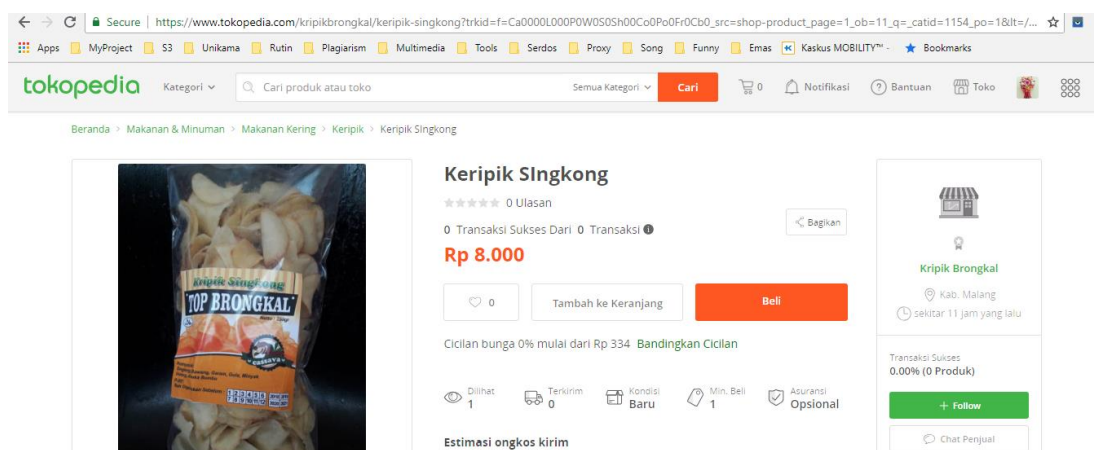 Secure | https://www.tokopedia.com/kripikbrongkal/keripik-singkong?trkid=f=Ca0000L000P0W0S0Sh00Co0Po0Fr0Cb0_src=shop-product_page=1_ob=11_q=_catid=1154_po=1&lt=/...
Apps MyProject S3 Unikama Rutin Plagiarism Multimedia Tools Serdos Proxy Song Funny Emas Kaskus MOBILITY™ - Bookmarks
tokopedia Kategori Cari produk atau toko Semua Kategori Cari 0 Notifikasi Bantuan Toko
Beranda > Makanan & Minuman > Makanan Kering > Keripik > Keripik SIngkong
Kripik Singkong
TOP BRONGKAL
cassava
Keripik SIngkong
0 Ulasan
0 Transaksi Sukses Dari 0 Transaksi
Bagikan
Rp 8.000
0 Tambah ke Keranjang Beli
Cicilan bunga 0% mulai dari Rp 334 Bandingkan Cicilan
Dilihat
1
Terkirim
0
Kondisi
Baru
Min. Beli
1
Asuransi
Opsional
Estimasi ongkos kirim
Kripik Brongkal
Kab. Malang
sekitar 11 jam yang lalu
Transaksi Sukses
0.00% (0 Produk)
+ Follow
Chat Penjual